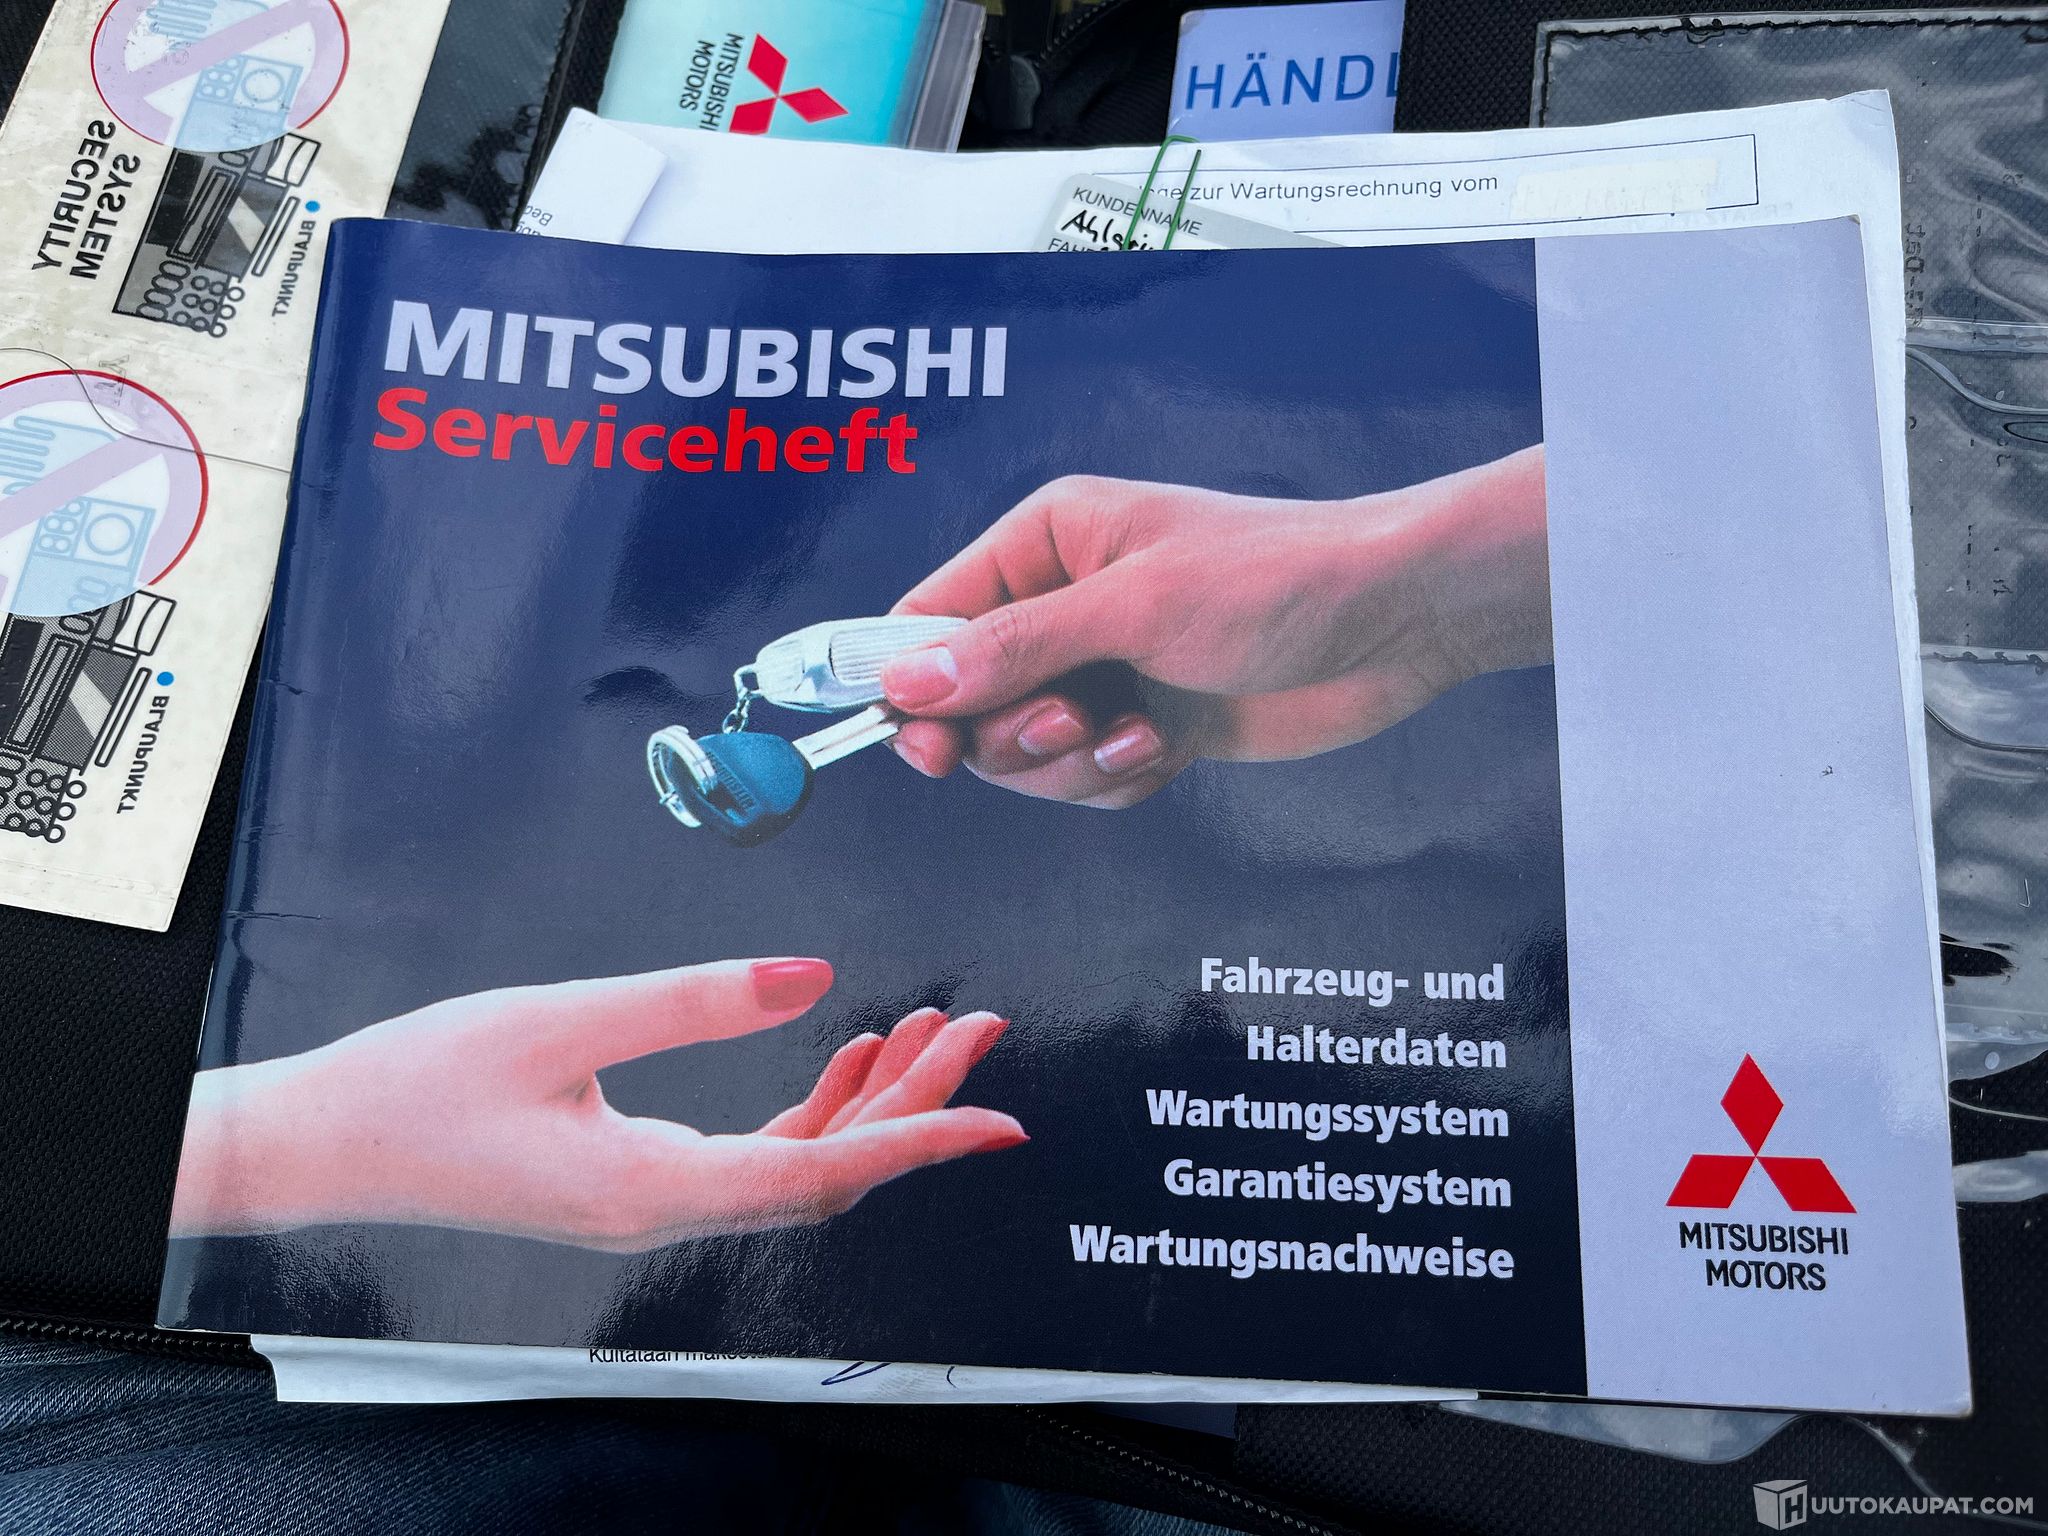 SECURITY
SYSTEM
BLAUPUNKT
MITSUBISHI
MOTORS
HÄNDL
zur Wartungsrechnung vom
KUNDENNAME
MITSUBISHI
Serviceheft
BLAUPUNKT
Fahrzeug- und
Halterdaten
Wartungssystem
Garantiesystem
Wartungsnachweise
MITSUBISHI
MOTORS
HUUTOKAUPAT.COM